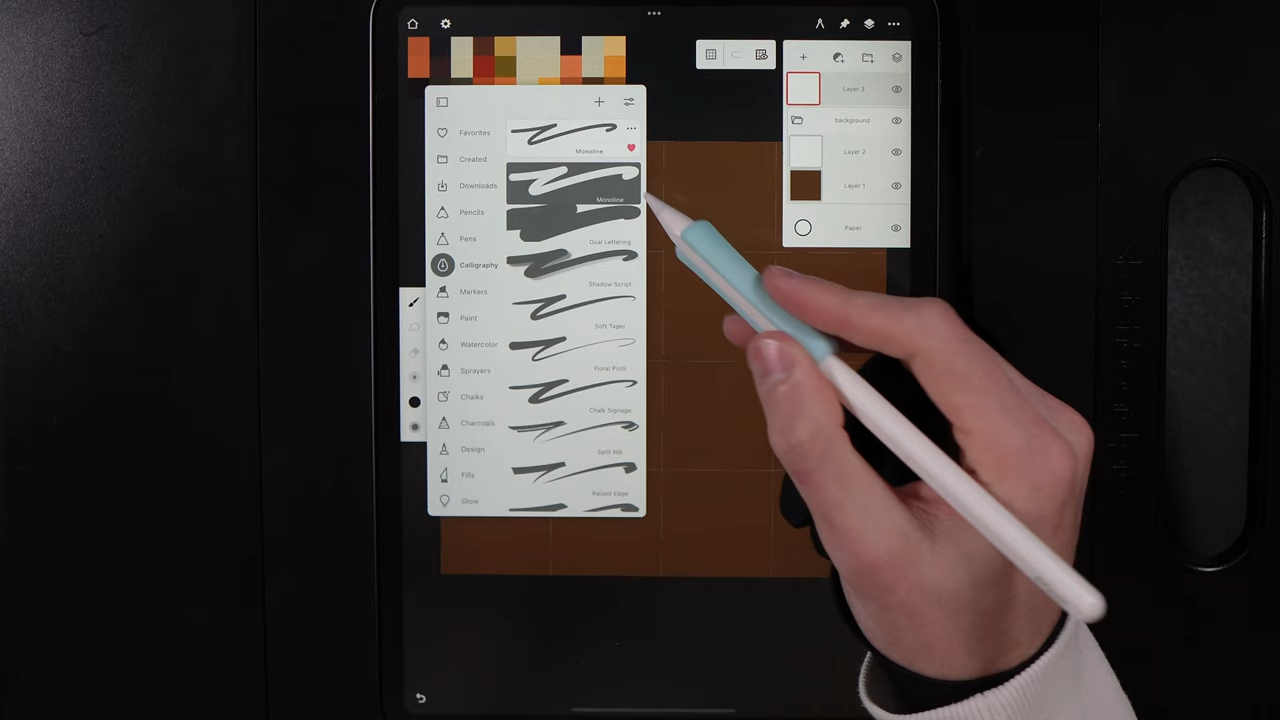 Favorites
Created
Downloads
Pencils
Pens
Calligraphy
Markers
Paint
Watercolor
Sprayers
Chalks
Charcoals
Design
Fills
Glow
Monoline
Monoline
Oval Lettering
Shadow Script
Soft Taper
Floral Pistil
Chalk Signage
Split Nib
Raised Edge
Layer 3
background
Layer 2
Layer 1
Paper